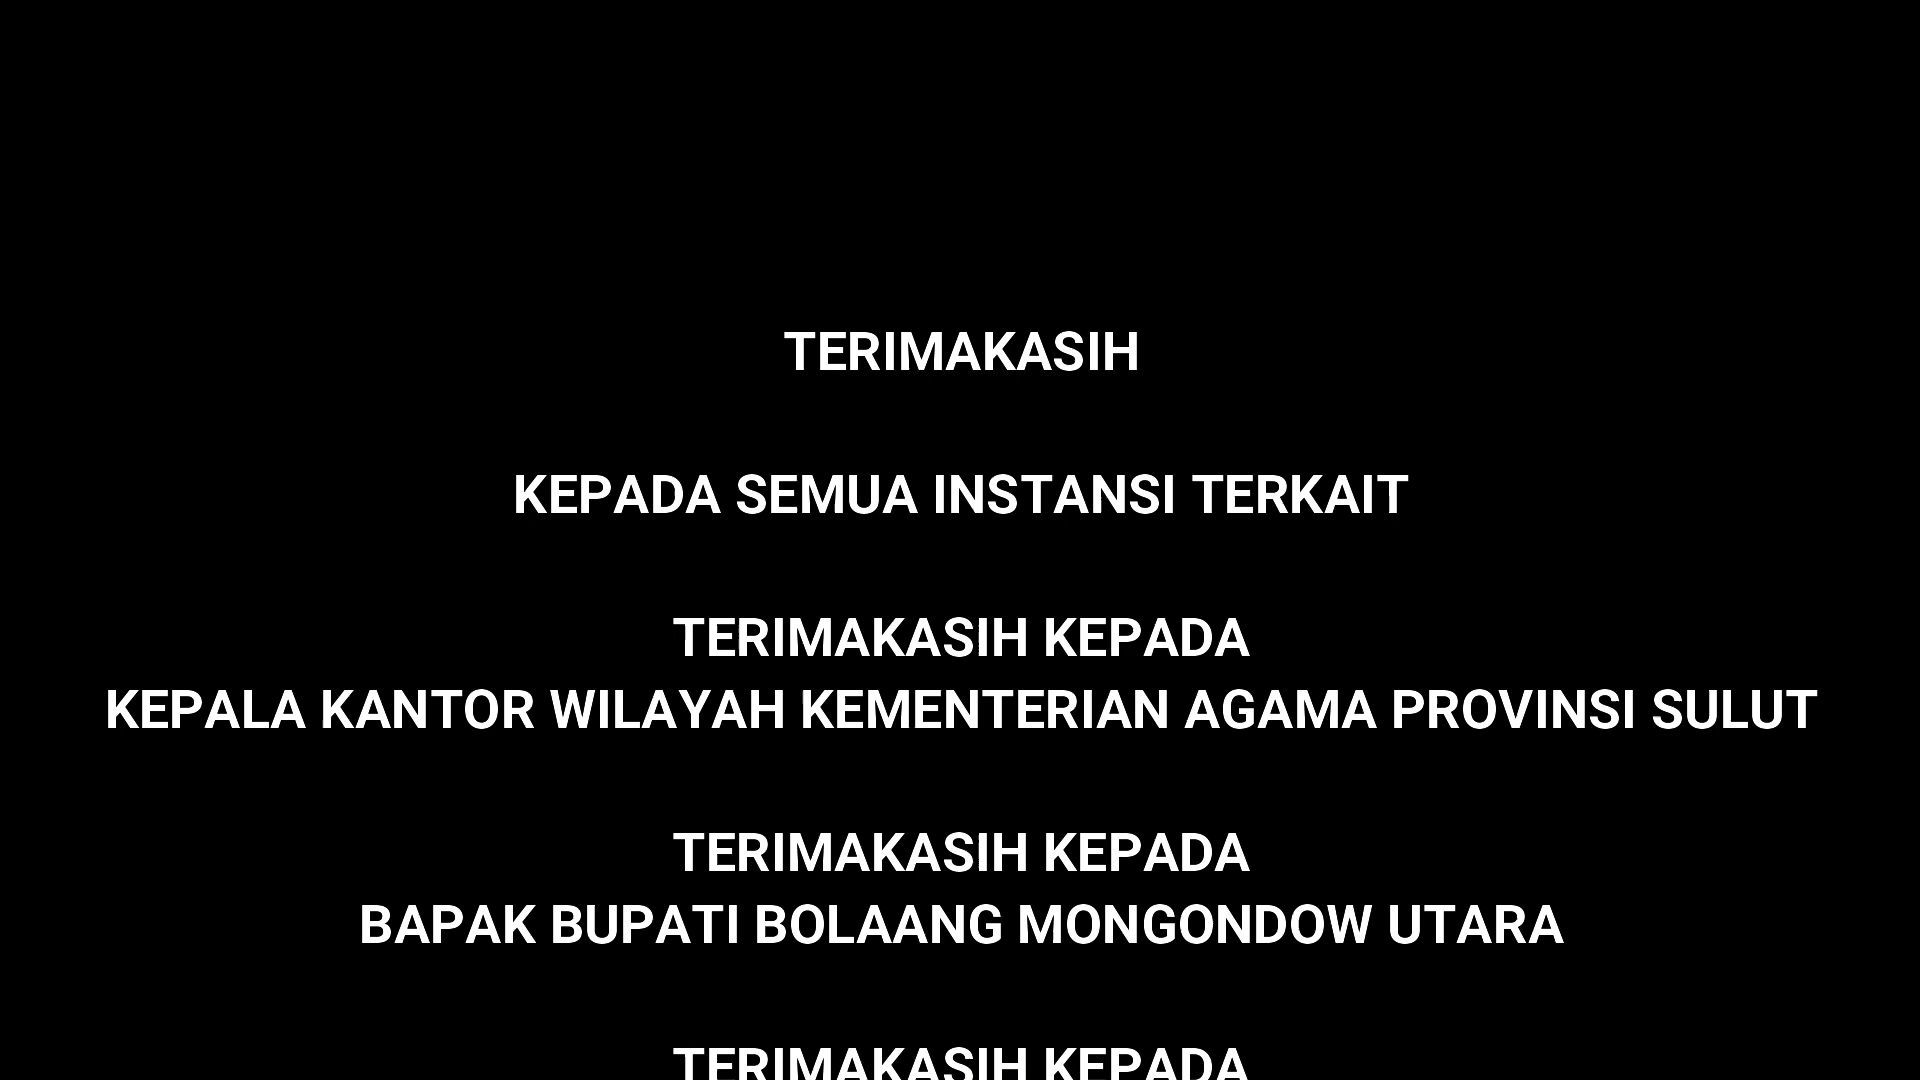 TERIMAKASIH
KEPADA SEMUA INSTANSI TERKAIT
TERIMAKASIH KEPADA
KEPALA KANTOR WILAYAH KEMENTERIAN AGAMA PROVINSI SULUT
TERIMAKASIH KEPADA
BAPAK BUPATI BOLAANG MONGONDOW UTARA
TERIMAKASIH KEPADA